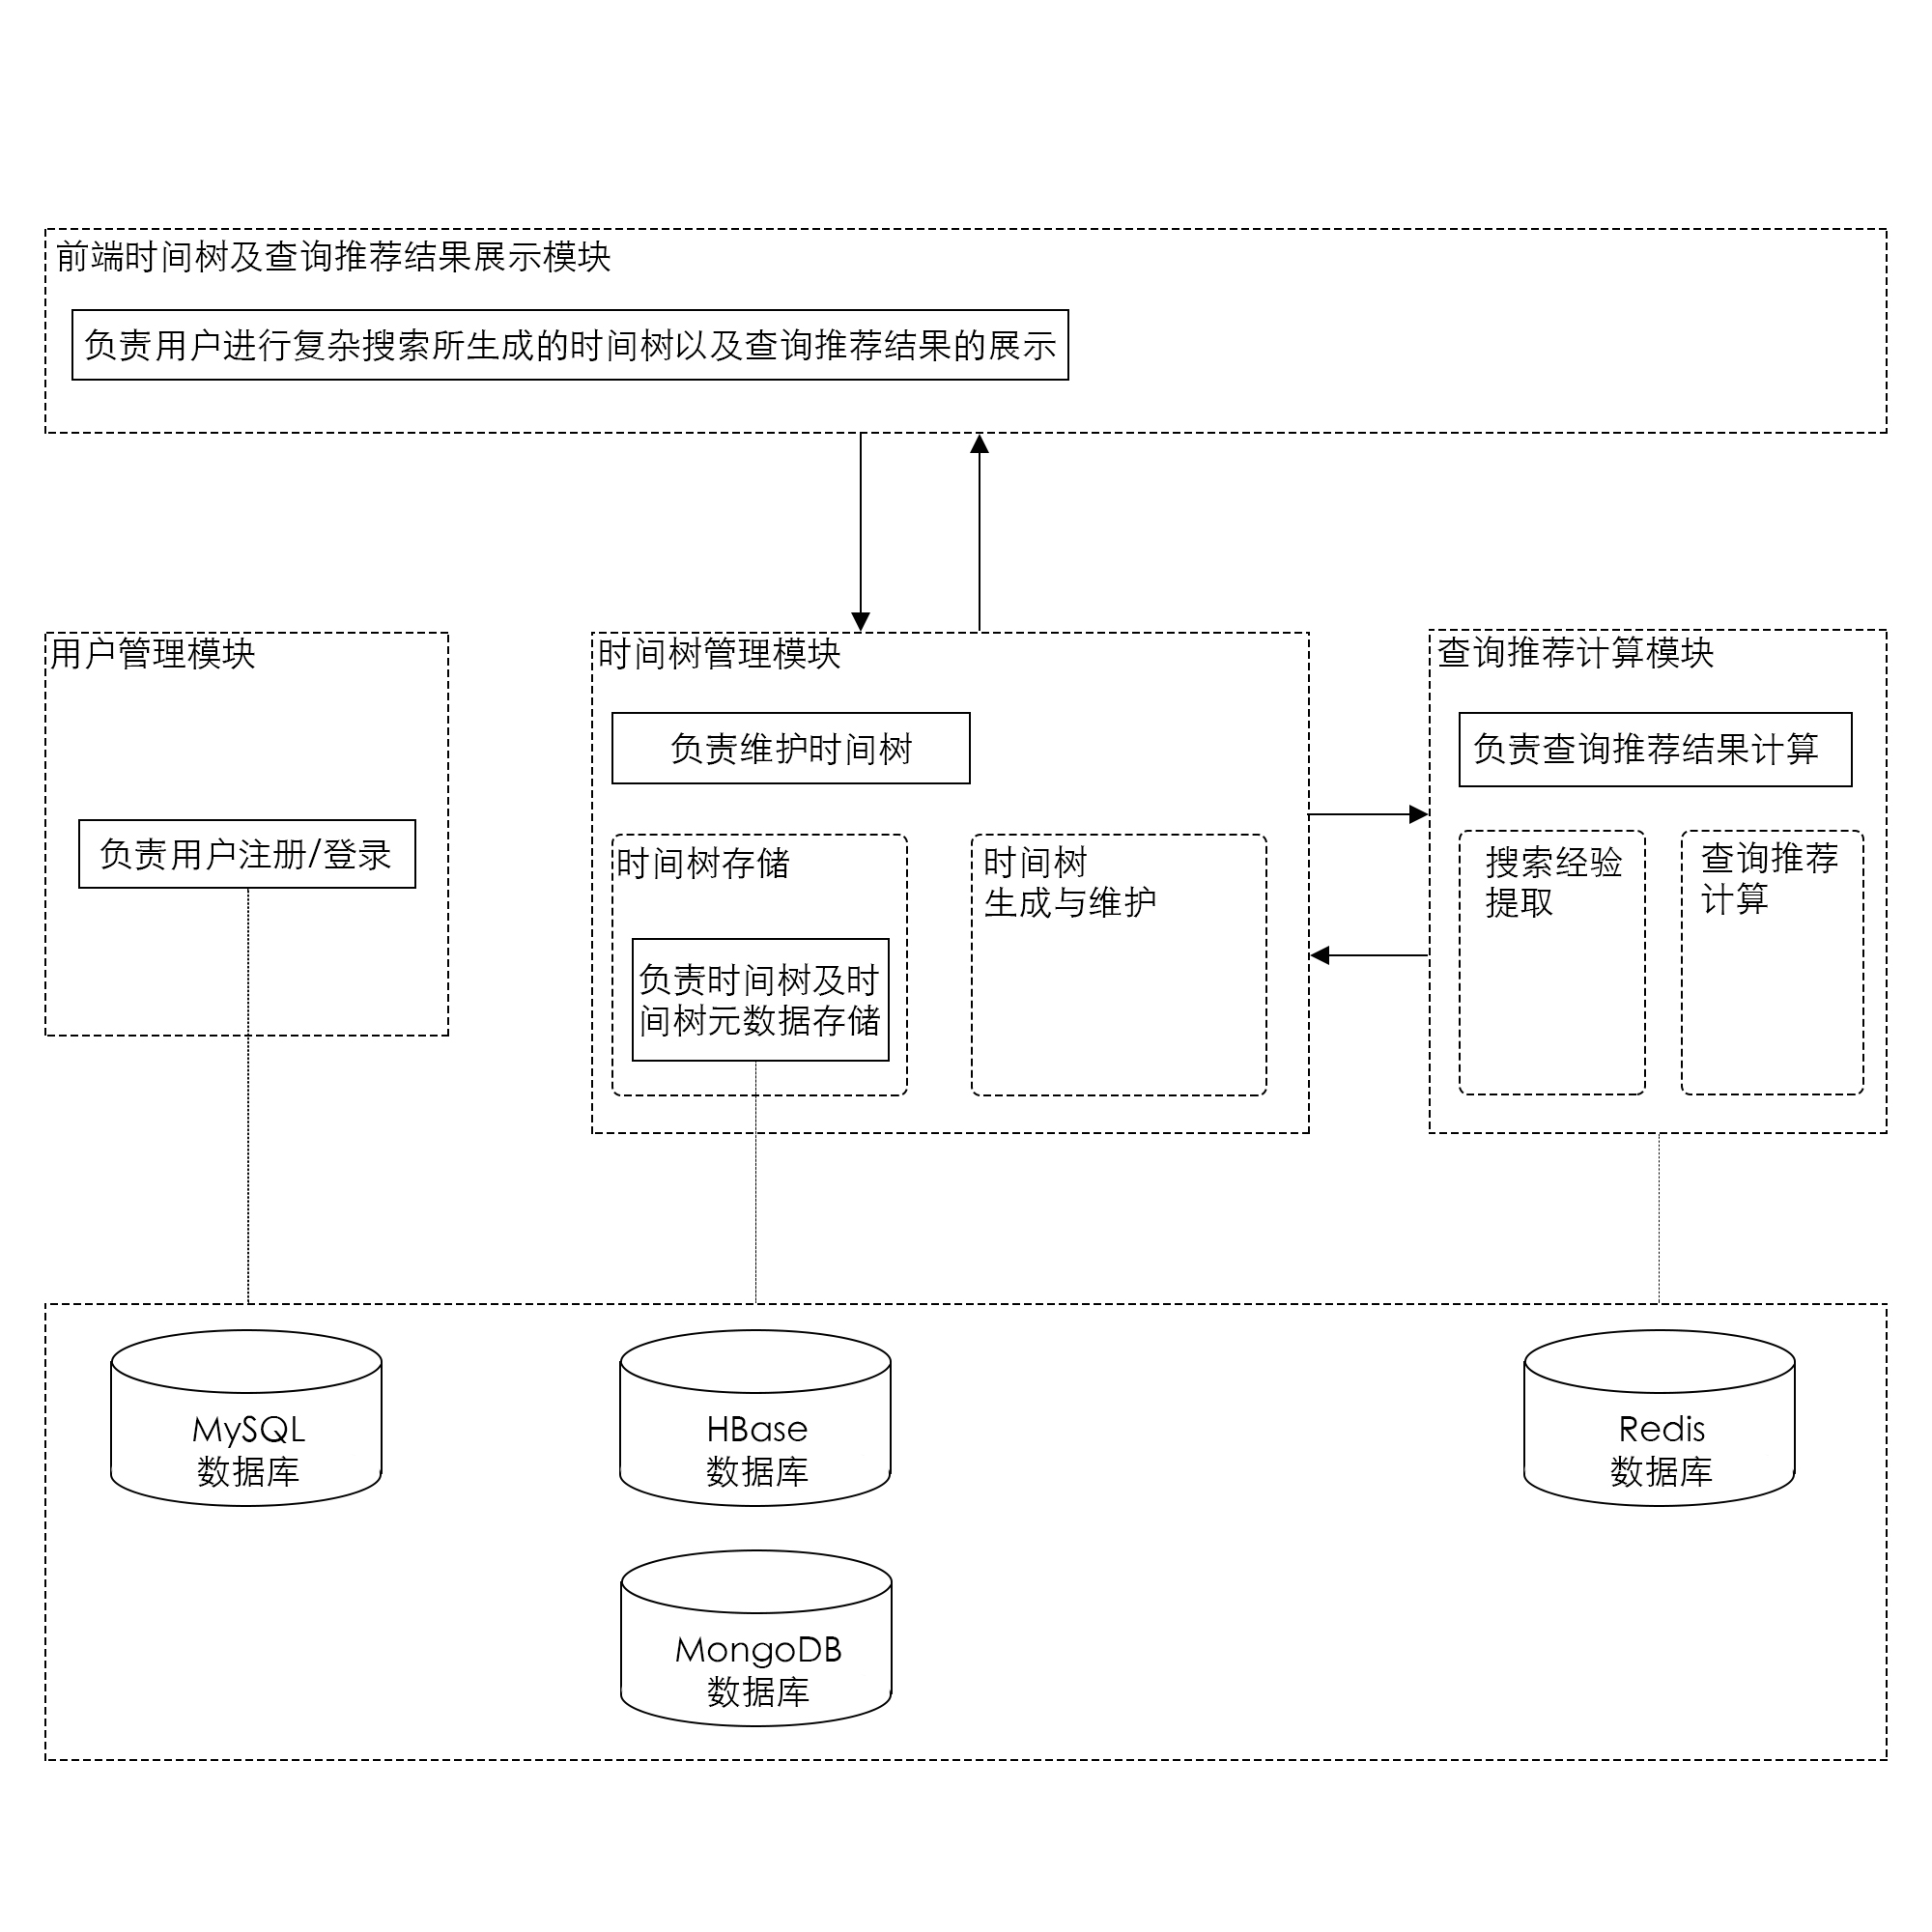 前端时间树及查询推荐结果展示模块
负责用户进行复杂搜索所生成的时间树以及查询推荐结果的展示
用户管理模块
负责用户注册/登录
时间树管理模块
负责维护时间树
时间树存储
负责时间树及时
间树元数据存储
时间树
生成与维护
查询推荐计算模块
负责查询推荐结果计算
搜索经验
提取
查询推荐
计算
MySQL
数据库
HBase
数据库
MongoDB
数据库
Redis
数据库